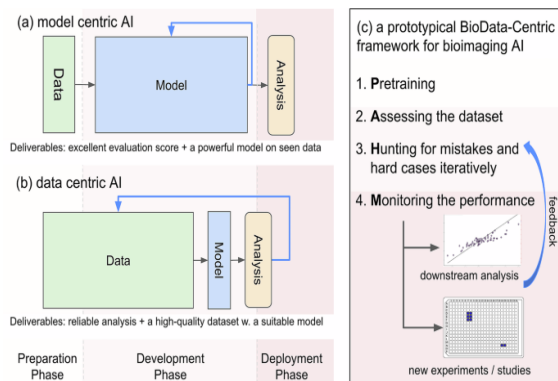 (a) model centric AI
Data
Model
Analysis
Deliverables: excellent evaluation score + a powerful model on seen data
(b) data centric AI
Data
Model
Analysis
Deliverables: reliable analysis + a high-quality dataset w. a suitable model
Preparation
Phase
Development
Phase
Deployment
Phase
(c) a prototypical BioData-Centric
framework for bioimaging AI
1. Pretraining
2. Assessing the dataset
3. Hunting for mistakes and
hard cases iteratively
4. Monitoring the performance
feedback
downstream analysis
new experiments / studies